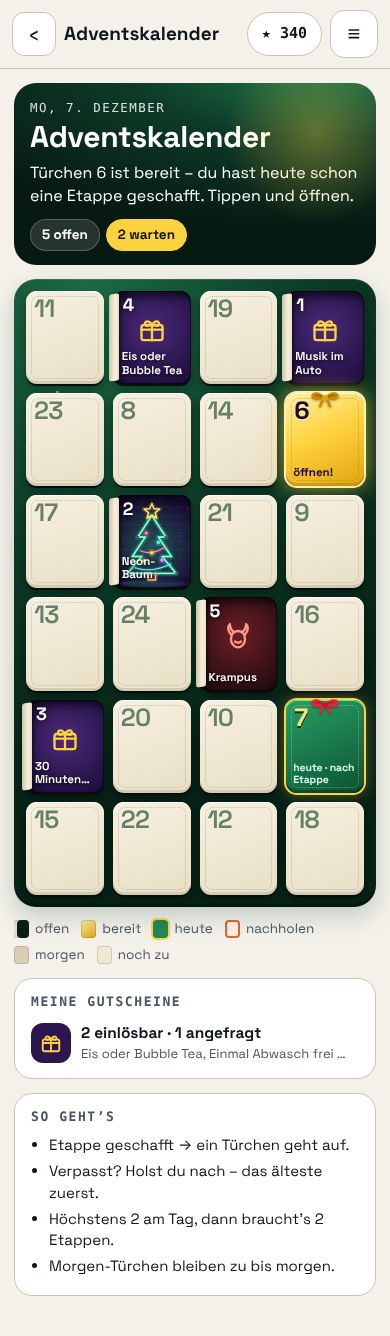 < Adventskalender ★ 340 ≡
MO, 7. DEZEMBER
Adventskalender
Türchen 6 ist bereit – du hast heute schon
eine Etappe geschafft. Tippen und öffnen.
5 offen 2 warten
11
4
Eis oder
Bubble Tea
19
1
Musik im
Auto
23
8
14
6
öffnen!
17
2
Neon-
Baum
21
9
13
24
5
Krampus
16
3
30
Minuten…
20
10
7
heute · nach
Etappe
15
22
12
18
offen bereit heute nachholen
morgen noch zu
MEINE GUTSCHEINE
2 einlösbar · 1 angefragt
Eis oder Bubble Tea, Einmal Abwasch frei …
SO GEHT’S
• Etappe geschafft → ein Türchen geht auf.
• Verpasst? Holst du nach – das älteste
zuerst.
• Höchstens 2 am Tag, dann braucht’s 2
Etappen.
• Morgen-Türchen bleiben zu bis morgen.